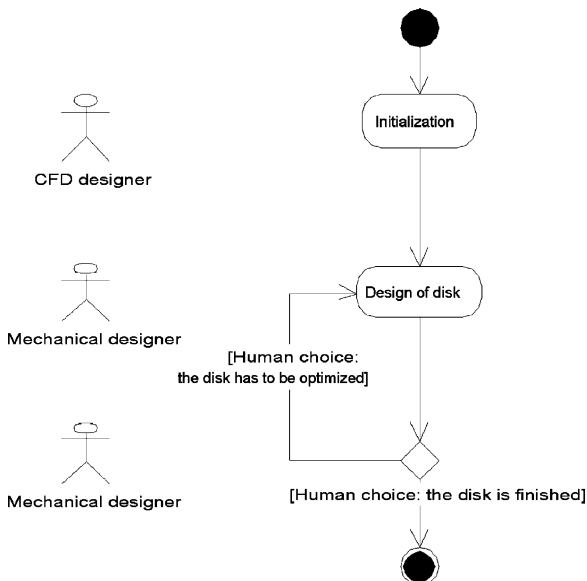 Initialization
CFD designer
Design of disk
Mechanical designer
[Human choice:
the disk has to be optimized]
Mechanical designer
[Human choice: the disk is finished]